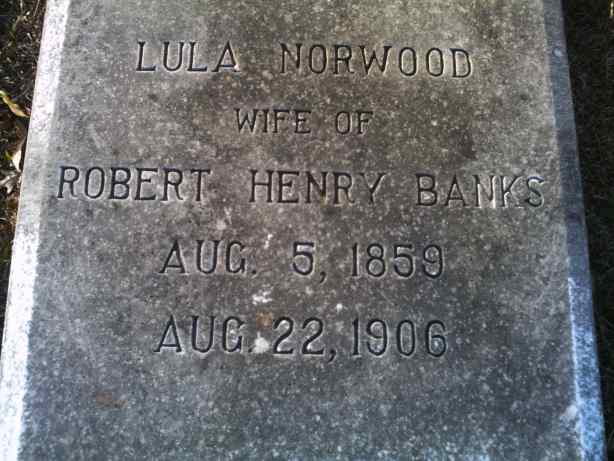 LULA NORWOOD
WIFE OF
ROBERT HENRY BANKS
AUG. 5, 1859
AUG. 22, 1906